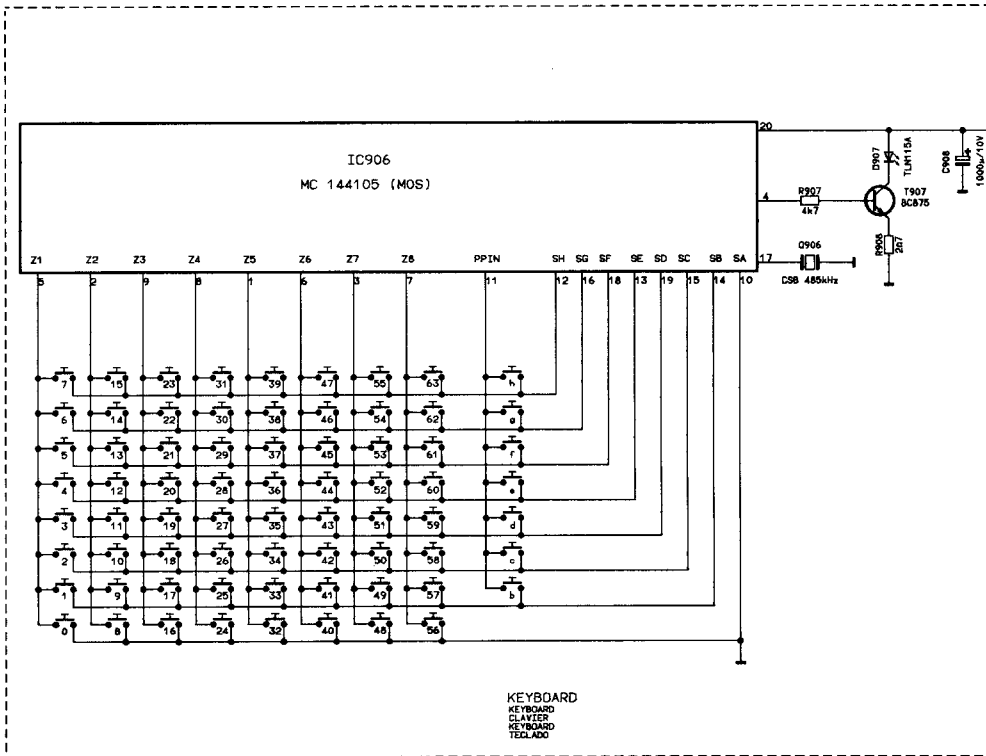 20
IC906
MC 144105 (MOS)
D907
TLN115A
C908
1000µ/10V
+
4
R907
4k7
T907
BC875
R908
2Ω7
17
Q906
CSB 485kHz
Z1 Z2 Z3 Z4 Z5 Z6 Z7 Z8 PPIN SH SG SF SE SD SC SB SA
5 2 9 8 1 6 3 7 11 12 16 18 13 19 15 14 10
7 15 23 31 39 47 55 63 h
6 14 22 30 38 46 54 62 g
5 13 21 29 37 45 53 61 f
4 12 20 28 36 44 52 60 e
3 11 19 27 35 43 51 59 d
2 10 18 26 34 42 50 58 c
1 9 17 25 33 41 49 57 b
0 8 16 24 32 40 48 56
KEYBOARD
KEYBOARD
CLAVIER
KEYBOARD
TECLADO